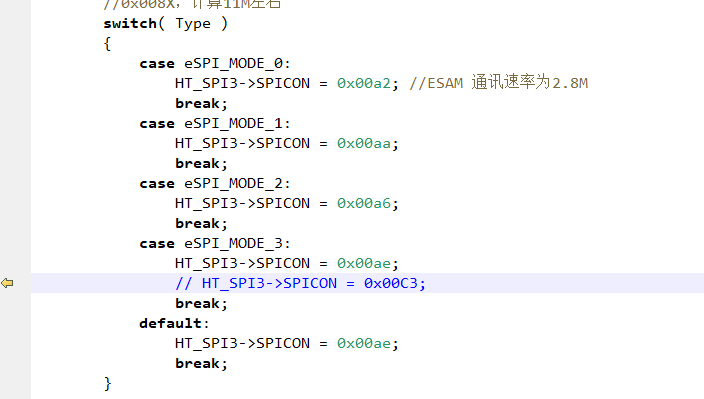 //0x008X，计算11M左右
switch( Type )
{
case eSPI_MODE_0:
HT_SPI3->SPICON = 0x00a2; //ESAM 通讯速率为2.8M
break;
case eSPI_MODE_1:
HT_SPI3->SPICON = 0x00aa;
break;
case eSPI_MODE_2:
HT_SPI3->SPICON = 0x00a6;
break;
case eSPI_MODE_3:
HT_SPI3->SPICON = 0x00ae;
// HT_SPI3->SPICON = 0x00C3;
break;
default:
HT_SPI3->SPICON = 0x00ae;
break;
}